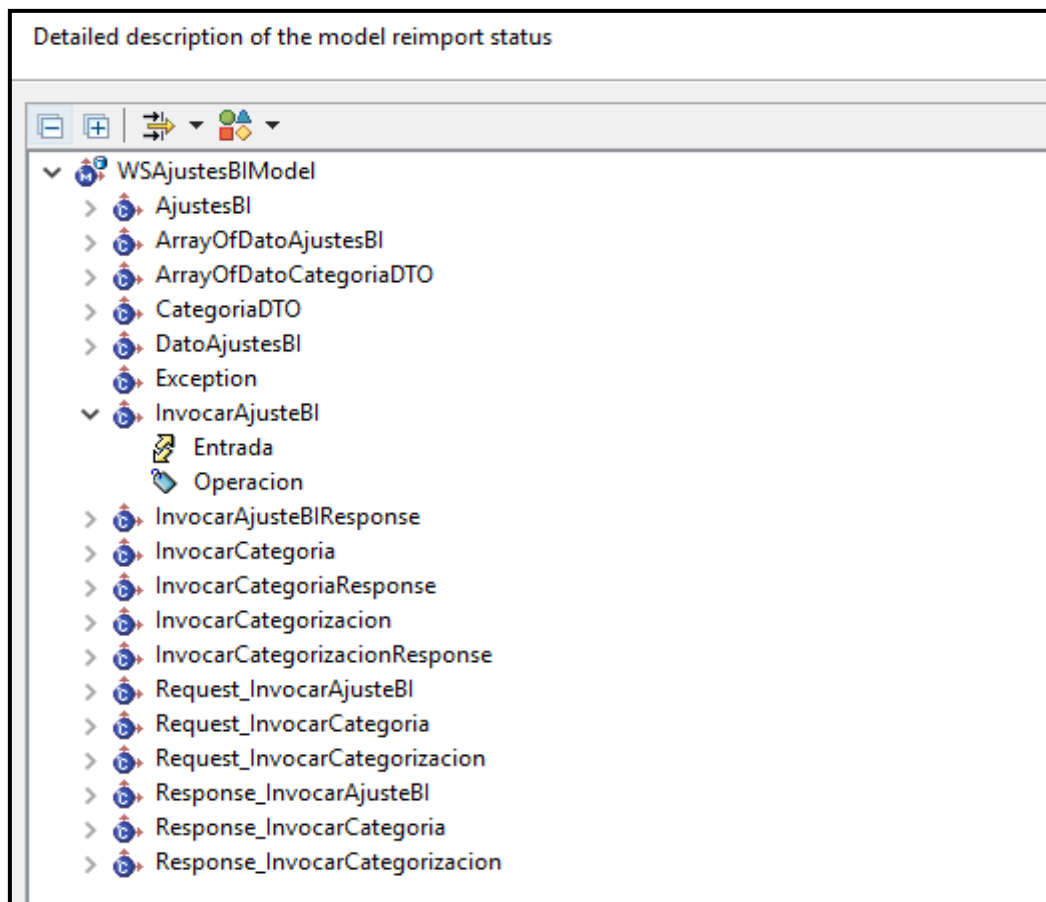 Detailed description of the model reimport status
WSAjustesBIModel
AjustesBI
ArrayOfDatoAjustesBI
ArrayOfDatoCategoriaDTO
CategoriaDTO
DatoAjustesBI
Exception
InvocarAjusteBI
Entrada
Operacion
InvocarAjusteBIResponse
InvocarCategoria
InvocarCategoriaResponse
InvocarCategorizacion
InvocarCategorizacionResponse
Request_InvocarAjusteBI
Request_InvocarCategoria
Request_InvocarCategorizacion
Response_InvocarAjusteBI
Response_InvocarCategoria
Response_InvocarCategorizacion